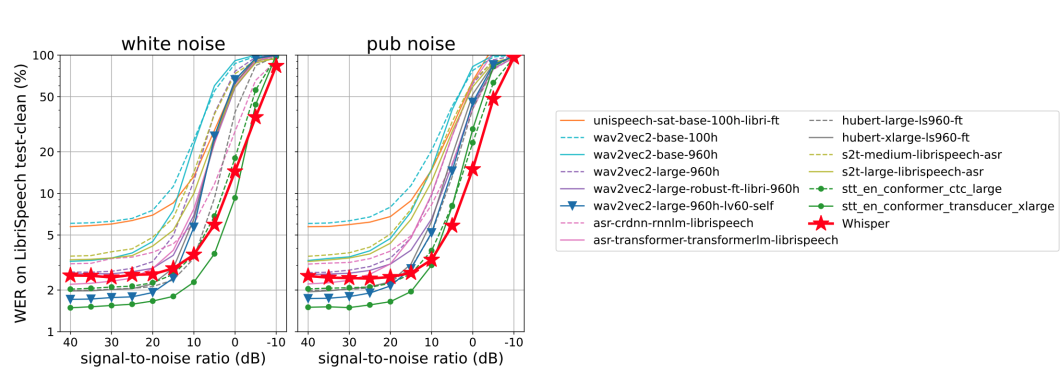 white noise
pub noise
WER on LibriSpeech test-clean (%)
100
50
20
10
5
2
1
40 30 20 10 0 -10
40 30 20 10 0 -10
signal-to-noise ratio (dB)
signal-to-noise ratio (dB)
unispeech-sat-base-100h-libri-ft
wav2vec2-base-100h
wav2vec2-base-960h
wav2vec2-large-960h
wav2vec2-large-robust-ft-libri-960h
wav2vec2-large-960h-lv60-self
asr-crdnn-rnnlm-librispeech
asr-transformer-transformerlm-librispeech
hubert-large-ls960-ft
hubert-xlarge-ls960-ft
s2t-medium-librispeech-asr
s2t-large-librispeech-asr
stt_en_conformer_ctc_large
stt_en_conformer_transducer_xlarge
Whisper